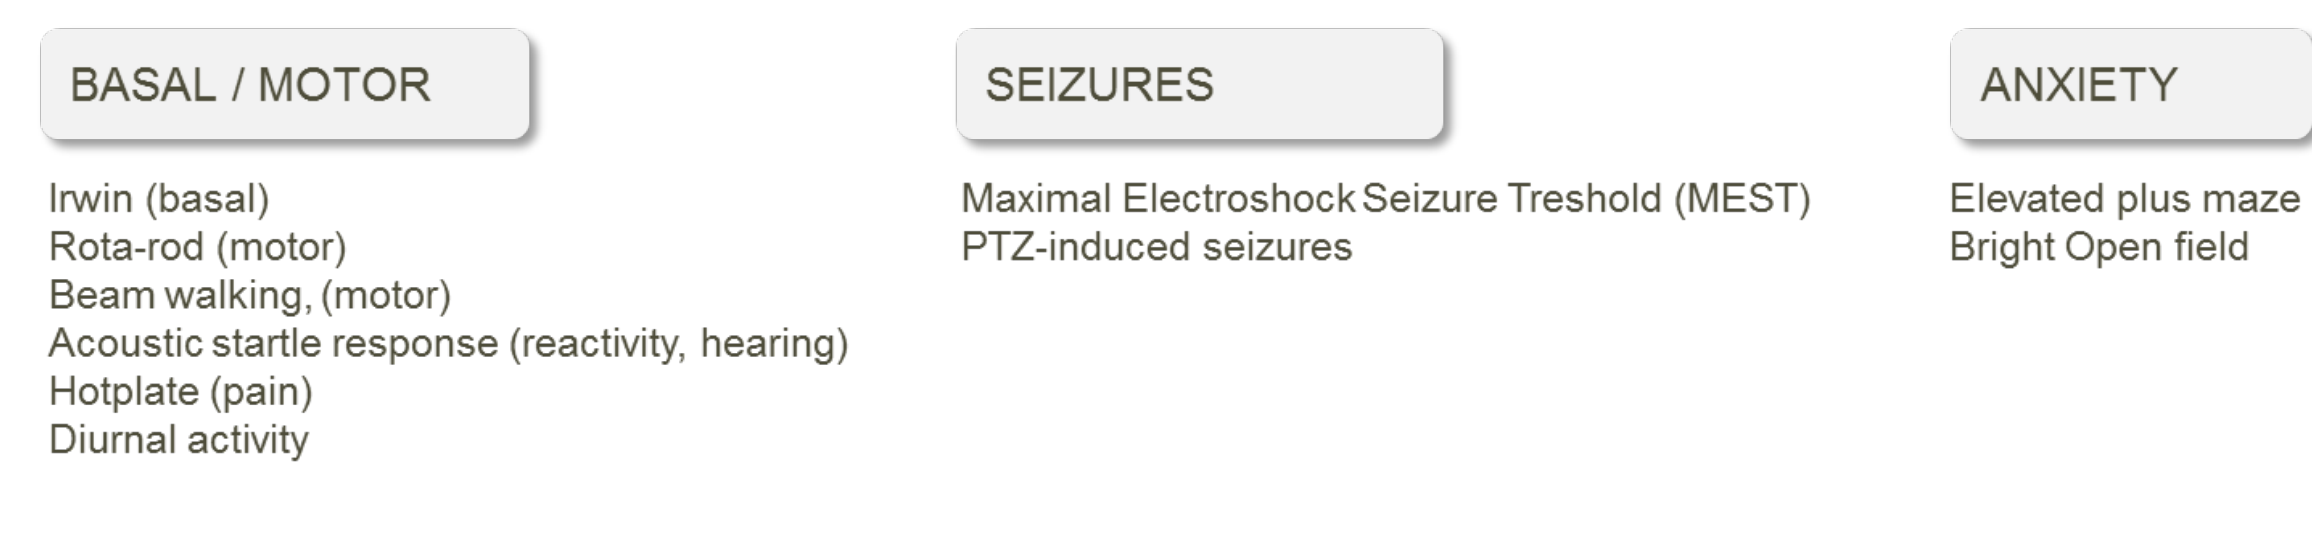 BASAL / MOTOR
Irwin (basal)
Rota-rod (motor)
Beam walking, (motor)
Acoustic startle response (reactivity, hearing)
Hotplate (pain)
Diurnal activity
SEIZURES
Maximal Electroshock Seizure Treshold (MEST)
PTZ-induced seizures
ANXIETY
Elevated plus maze
Bright Open field